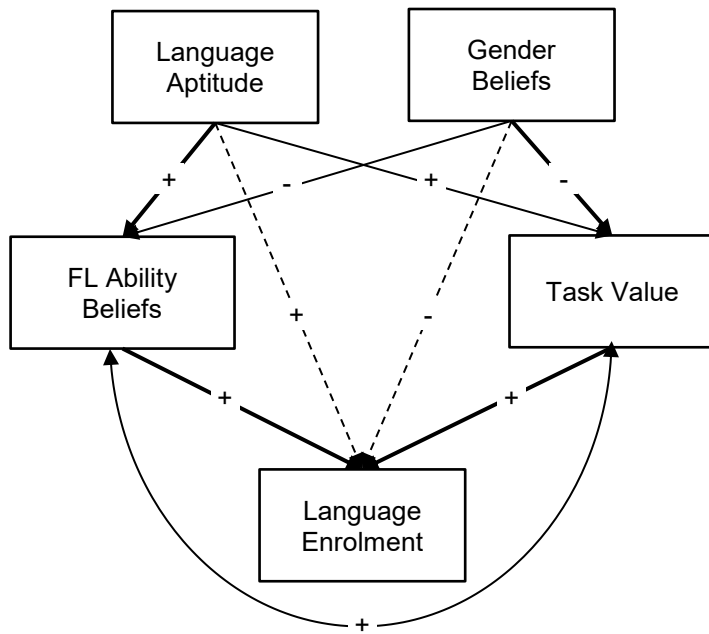 Language
Aptitude
Gender
Beliefs
+
-
+
-
FL Ability
Beliefs
Task Value
+
-
+
+
Language
Enrolment
+